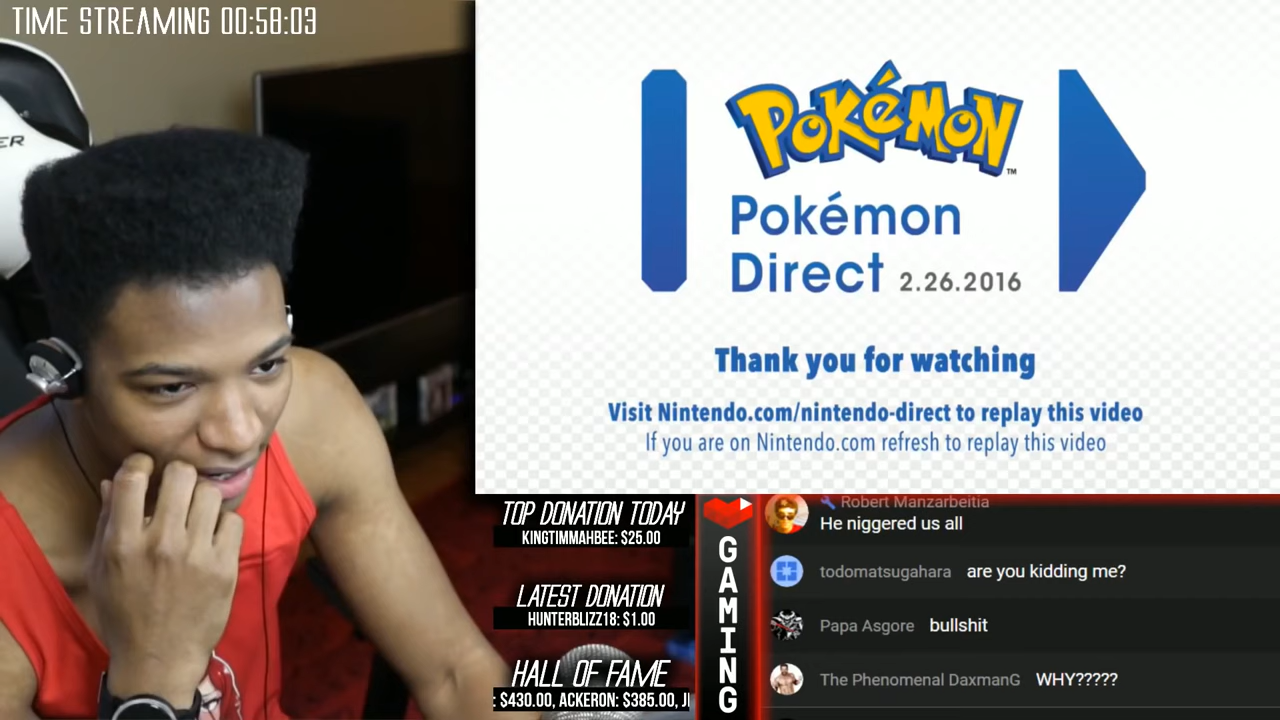 TIME STREAMING 00:58:03
ER
POKéMON™
Pokémon
Direct 2.26.2016
Thank you for watching
Visit Nintendo.com/nintendo-direct to replay this video
If you are on Nintendo.com refresh to replay this video
TOP DONATION TODAY
KINGTIMMAHBEE: $25.00
LATEST DONATION
HUNTERBLIZZ18: $1.00
HALL OF FAME
: $430.00, ACKERON: $385.00, JI
GAMING
Robert Manzarbeitia
He niggered us all
todomatsugahara are you kidding me?
Papa Asgore bullshit
The Phenomenal DaxmanG WHY?????